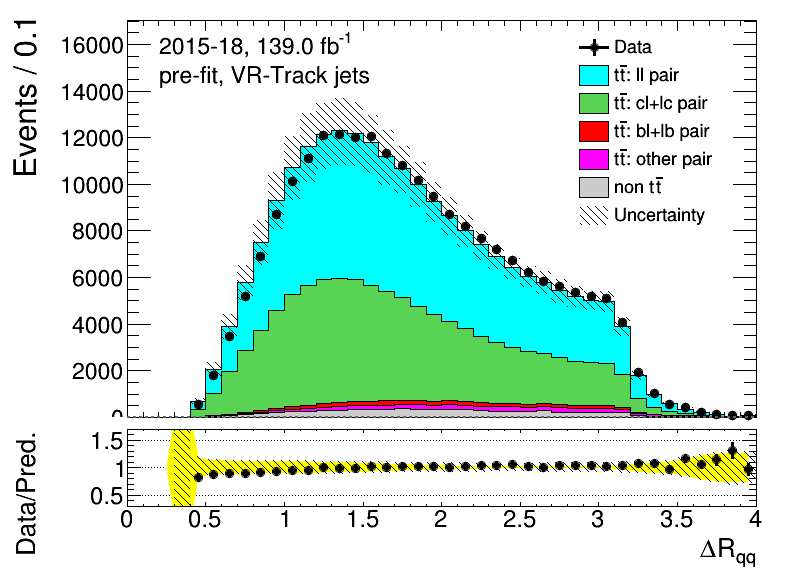 Events / 0.1
16000
14000
12000
10000
8000
6000
4000
2000
0
2015-18, 139.0 fb⁻¹
pre-fit, VR-Track jets
Data
tt̄: ll pair
tt̄: cl+lc pair
tt̄: bl+lb pair
tt̄: other pair
non tt̄
Uncertainty
Data/Pred.
1.5
1
0.5
0 0.5 1 1.5 2 2.5 3 3.5 4
ΔR_qq